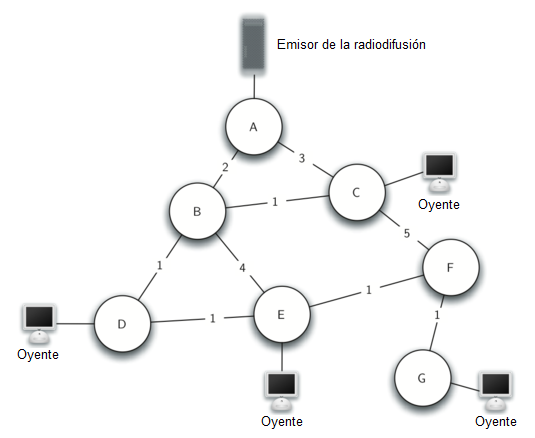 Emisor de la radiodifusión
A
2
3
B
1
C
Oyente
5
1
4
F
D
1
E
1
1
Oyente
G
Oyente
Oyente